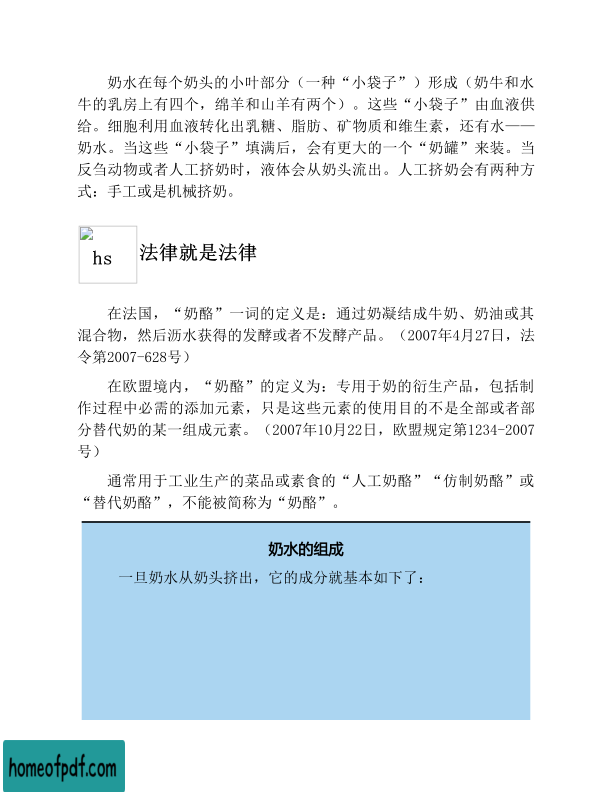 奶水在每个奶头的小叶部分（一种“小袋子”）形成（奶牛和水
牛的乳房上有四个，绵羊和山羊有两个）。这些“小袋子”由血液供
给。细胞利用血液转化出乳糖、脂肪、矿物质和维生素，还有水——
奶水。当这些“小袋子”填满后，会有更大的一个“奶罐”来装。当
反刍动物或者人工挤奶时，液体会从奶头流出。人工挤奶会有两种方
式：手工或是机械挤奶。
hs 法律就是法律
在法国，“奶酪”一词的定义是：通过奶凝结成牛奶、奶油或其
混合物，然后沥水获得的发酵或者不发酵产品。（2007年4月27日，法
令第2007-628号）
在欧盟境内，“奶酪”的定义为：专用于奶的衍生产品，包括制
作过程中必需的添加元素，只是这些元素的使用目的不是全部或者部
分替代奶的某一组成元素。（2007年10月22日，欧盟规定第1234-2007
号）
通常用于工业生产的菜品或素食的“人工奶酪”“仿制奶酪”或
“替代奶酪”，不能被简称为“奶酪”。
奶水的组成
一旦奶水从奶头挤出，它的成分就基本如下了：
homeofpdf.com